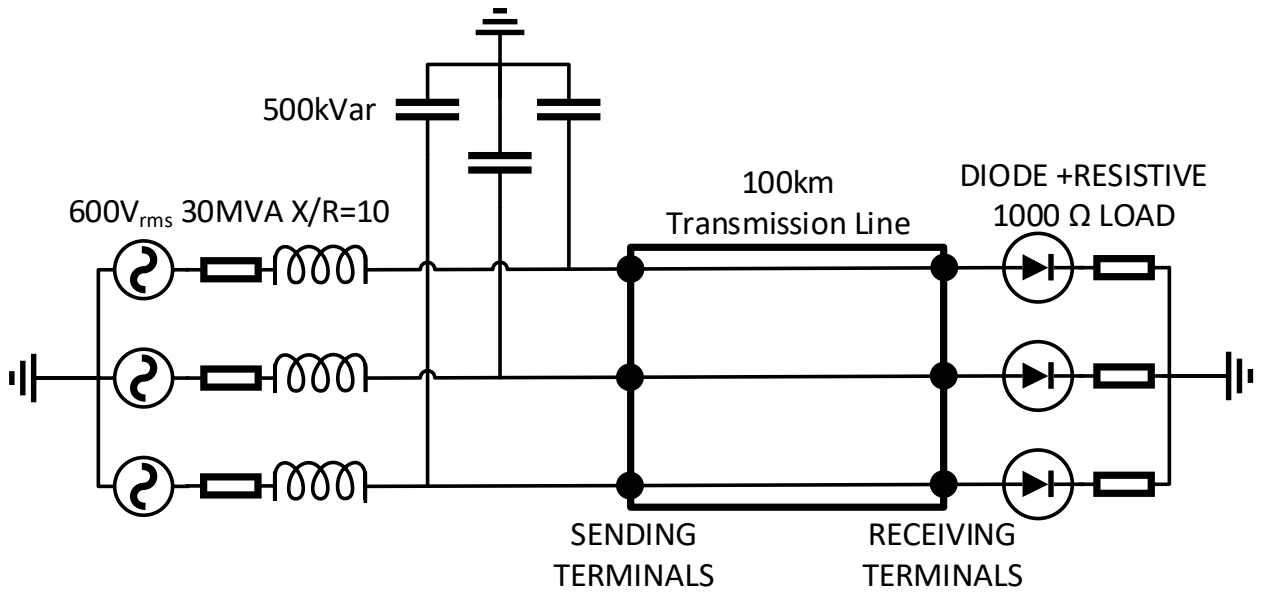 500kVar
600Vrms 30MVA X/R=10
100km
Transmission Line
DIODE +RESISTIVE
1000 Ω LOAD
SENDING
TERMINALS
RECEIVING
TERMINALS